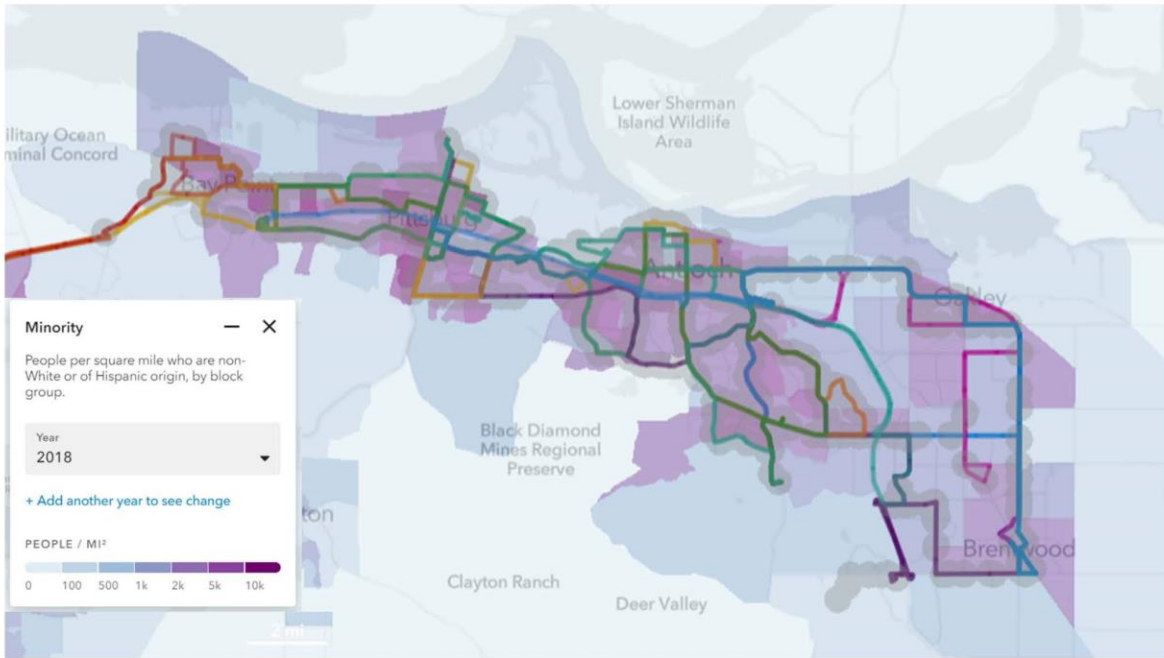 Lower Sherman
Island Wildlife
Area
ilitary Ocean
minal Concord
Bay Point
Pittsburg
Antioch
Oakley
Minority
People per square mile who are non-
White or of Hispanic origin, by block
group.
Year
2018
+ Add another year to see change
PEOPLE / MI²
0 100 500 1k 2k 5k 10k
Black Diamond
Mines Regional
Preserve
ton
Brentwood
Clayton Ranch
Deer Valley
2 mi